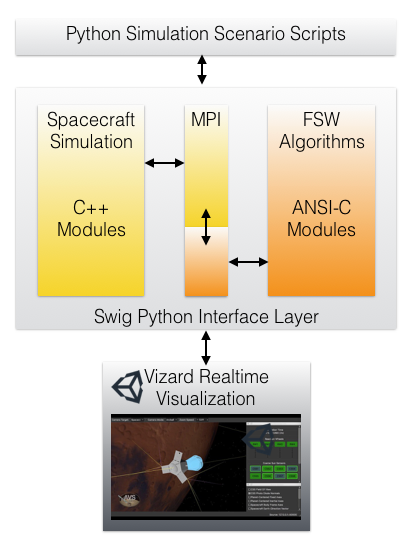 Python Simulation Scenario Scripts
Spacecraft
Simulation
C++
Modules
MPI
FSW
Algorithms
ANSI-C
Modules
Swig Python Interface Layer
Vizard Realtime
Visualization
AVS